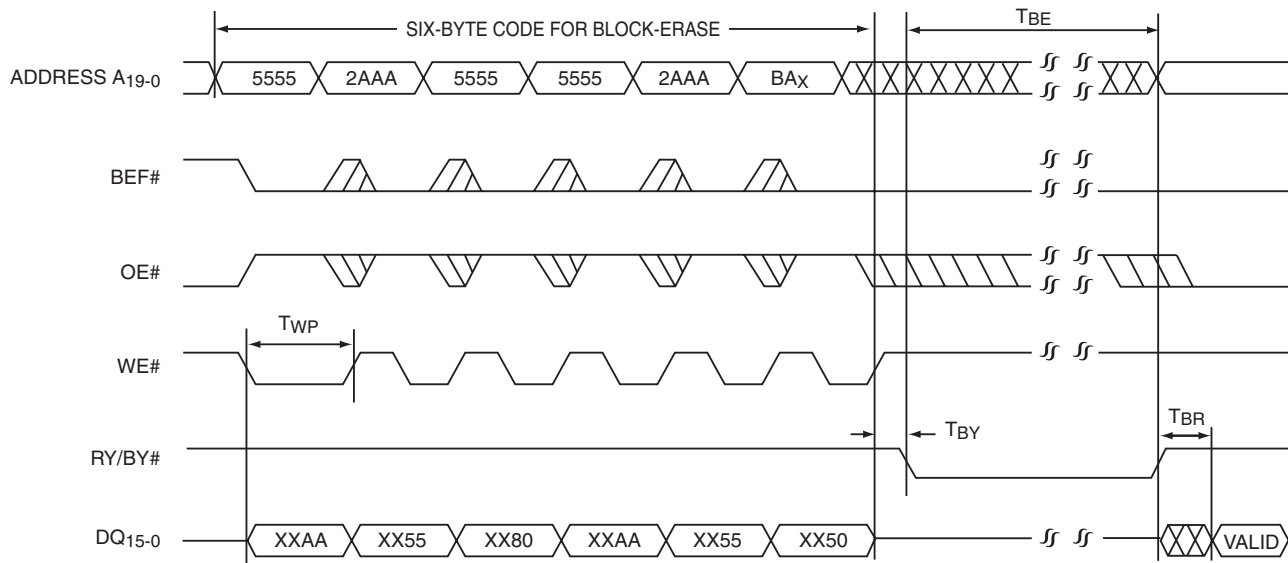 SIX-BYTE CODE FOR BLOCK-ERASE
TBE
ADDRESS A19-0
5555 2AAA 5555 5555 2AAA BAX
BEF#
OE#
TWP
WE#
TBY
TBR
RY/BY#
DQ15-0
XXAA XX55 XX80 XXAA XX55 XX50 VALID